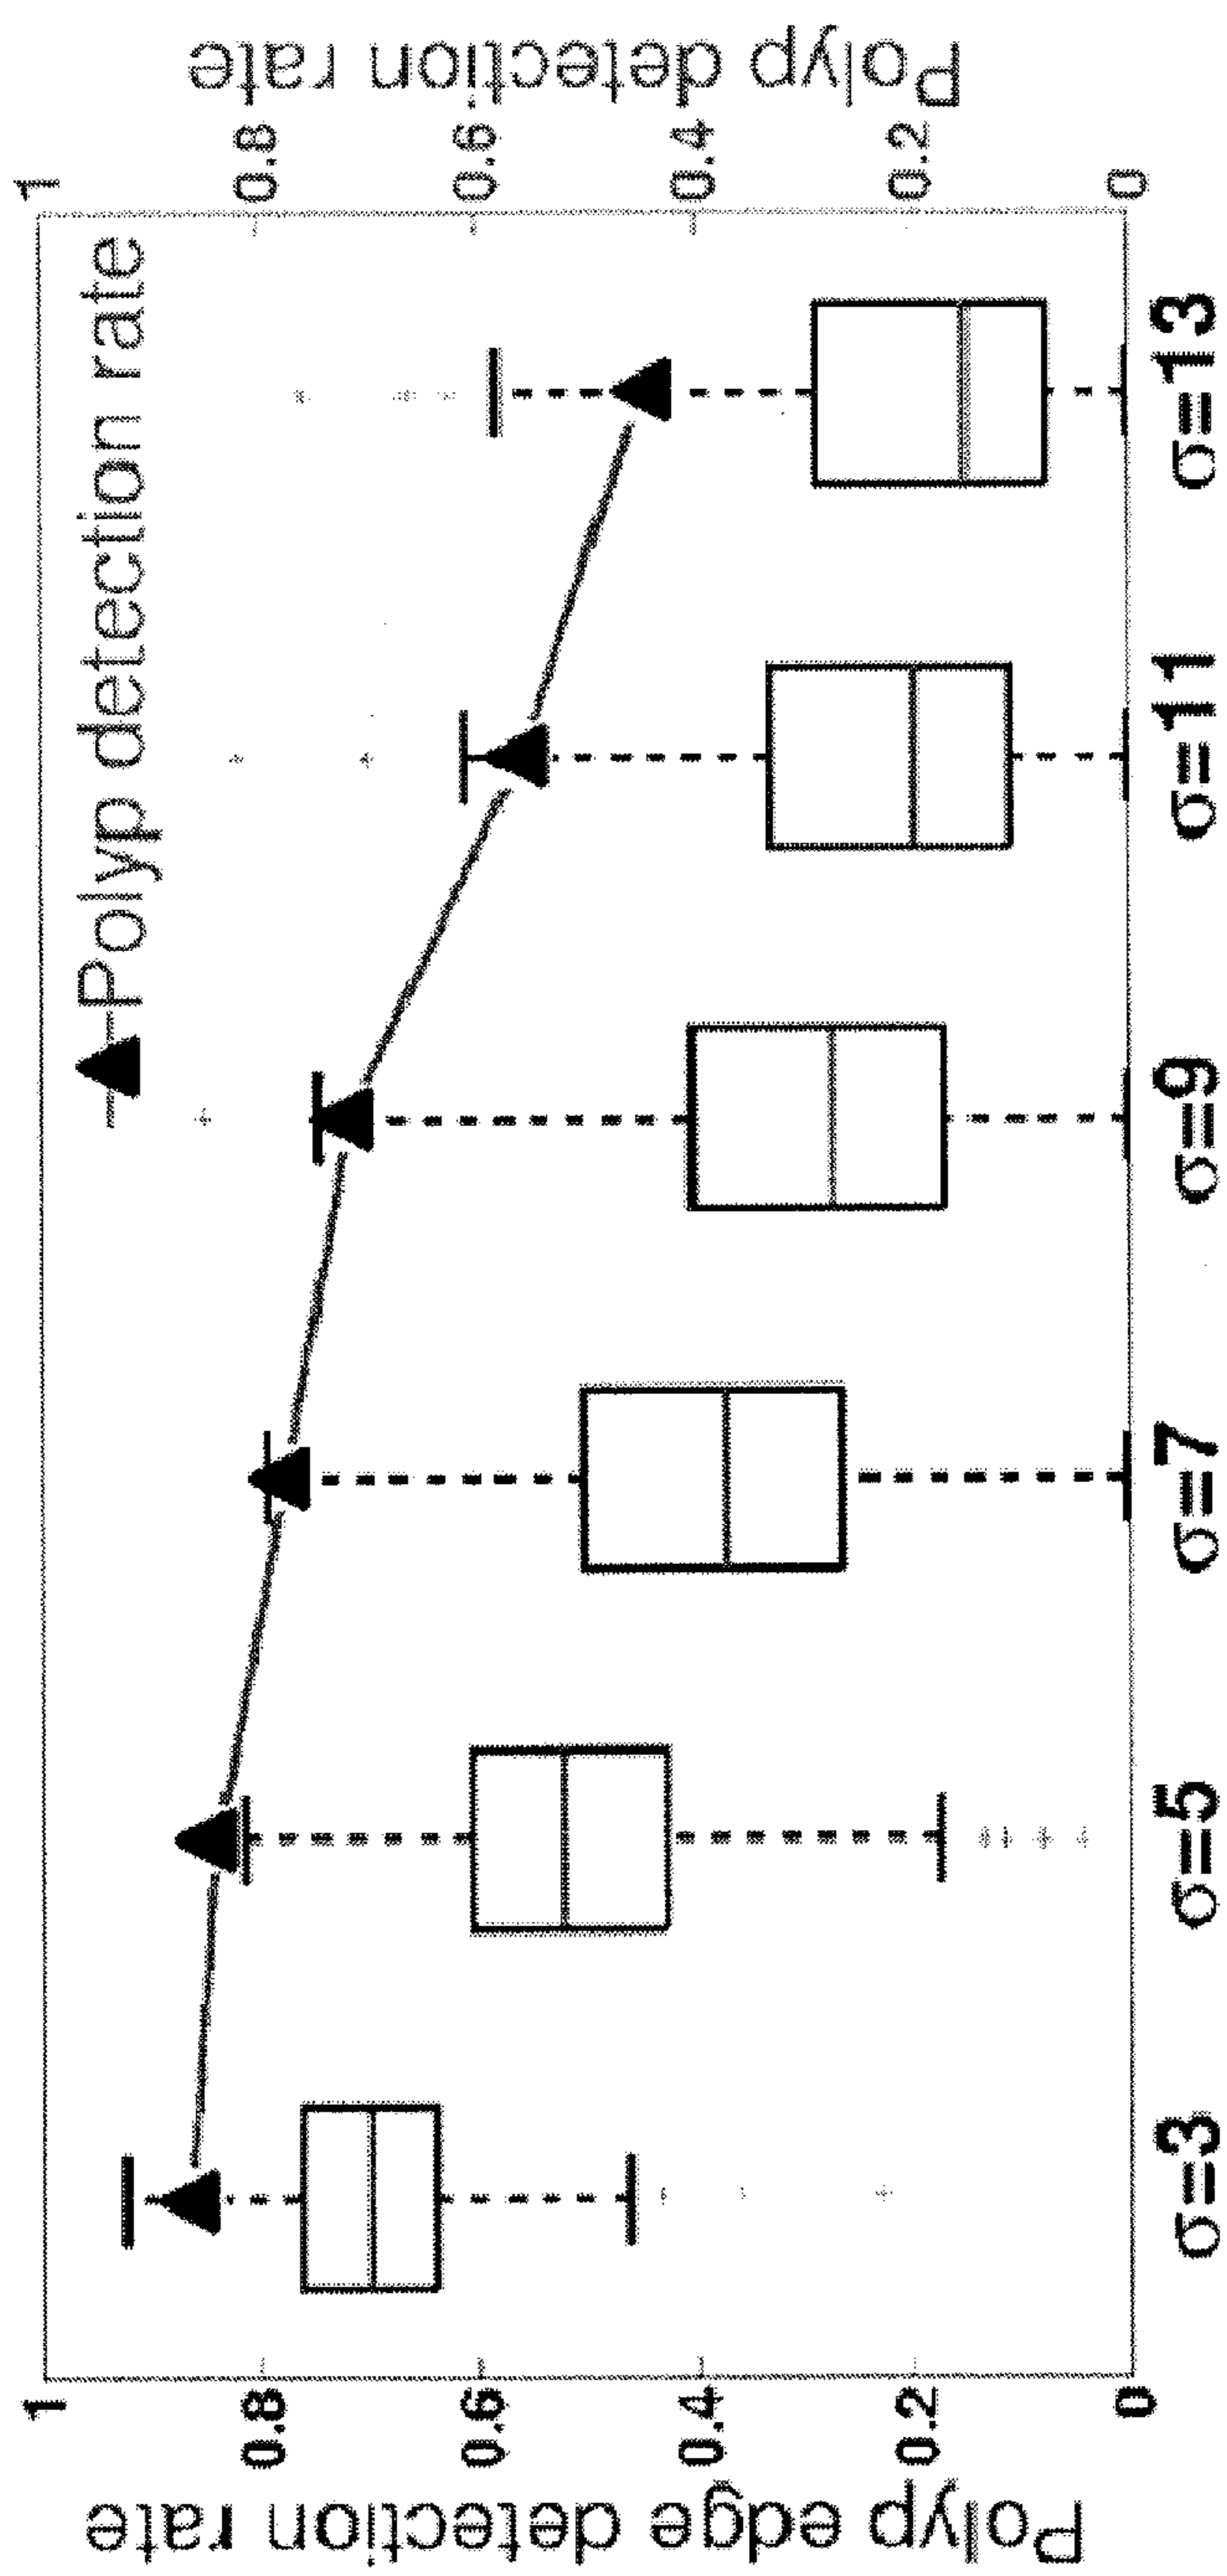 Polyp edge detection rate
1
0.8
0.6
0.4
0.2
0
Polyp detection rate
σ=3
σ=5
σ=7
σ=9
σ=11
σ=13
1
0.8
0.6
0.4
0.2
0
Polyp detection rate